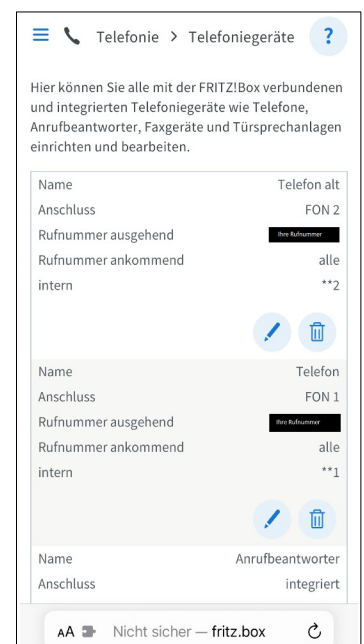 Telefonie > Telefoniegeräte ?
Hier können Sie alle mit der FRITZ!Box verbundenen
und integrierten Telefoniegeräte wie Telefone,
Anrufbeantworter, Faxgeräte und Türsprechanlagen
einrichten und bearbeiten.
Name Telefon alt
Anschluss FON 2
Rufnummer ausgehend Ihre Rufnummer
Rufnummer ankommend alle
intern **2
Name Telefon
Anschluss FON 1
Rufnummer ausgehend Ihre Rufnummer
Rufnummer ankommend alle
intern **1
Name Anrufbeantworter
Anschluss integriert
AA Nicht sicher — fritz.box